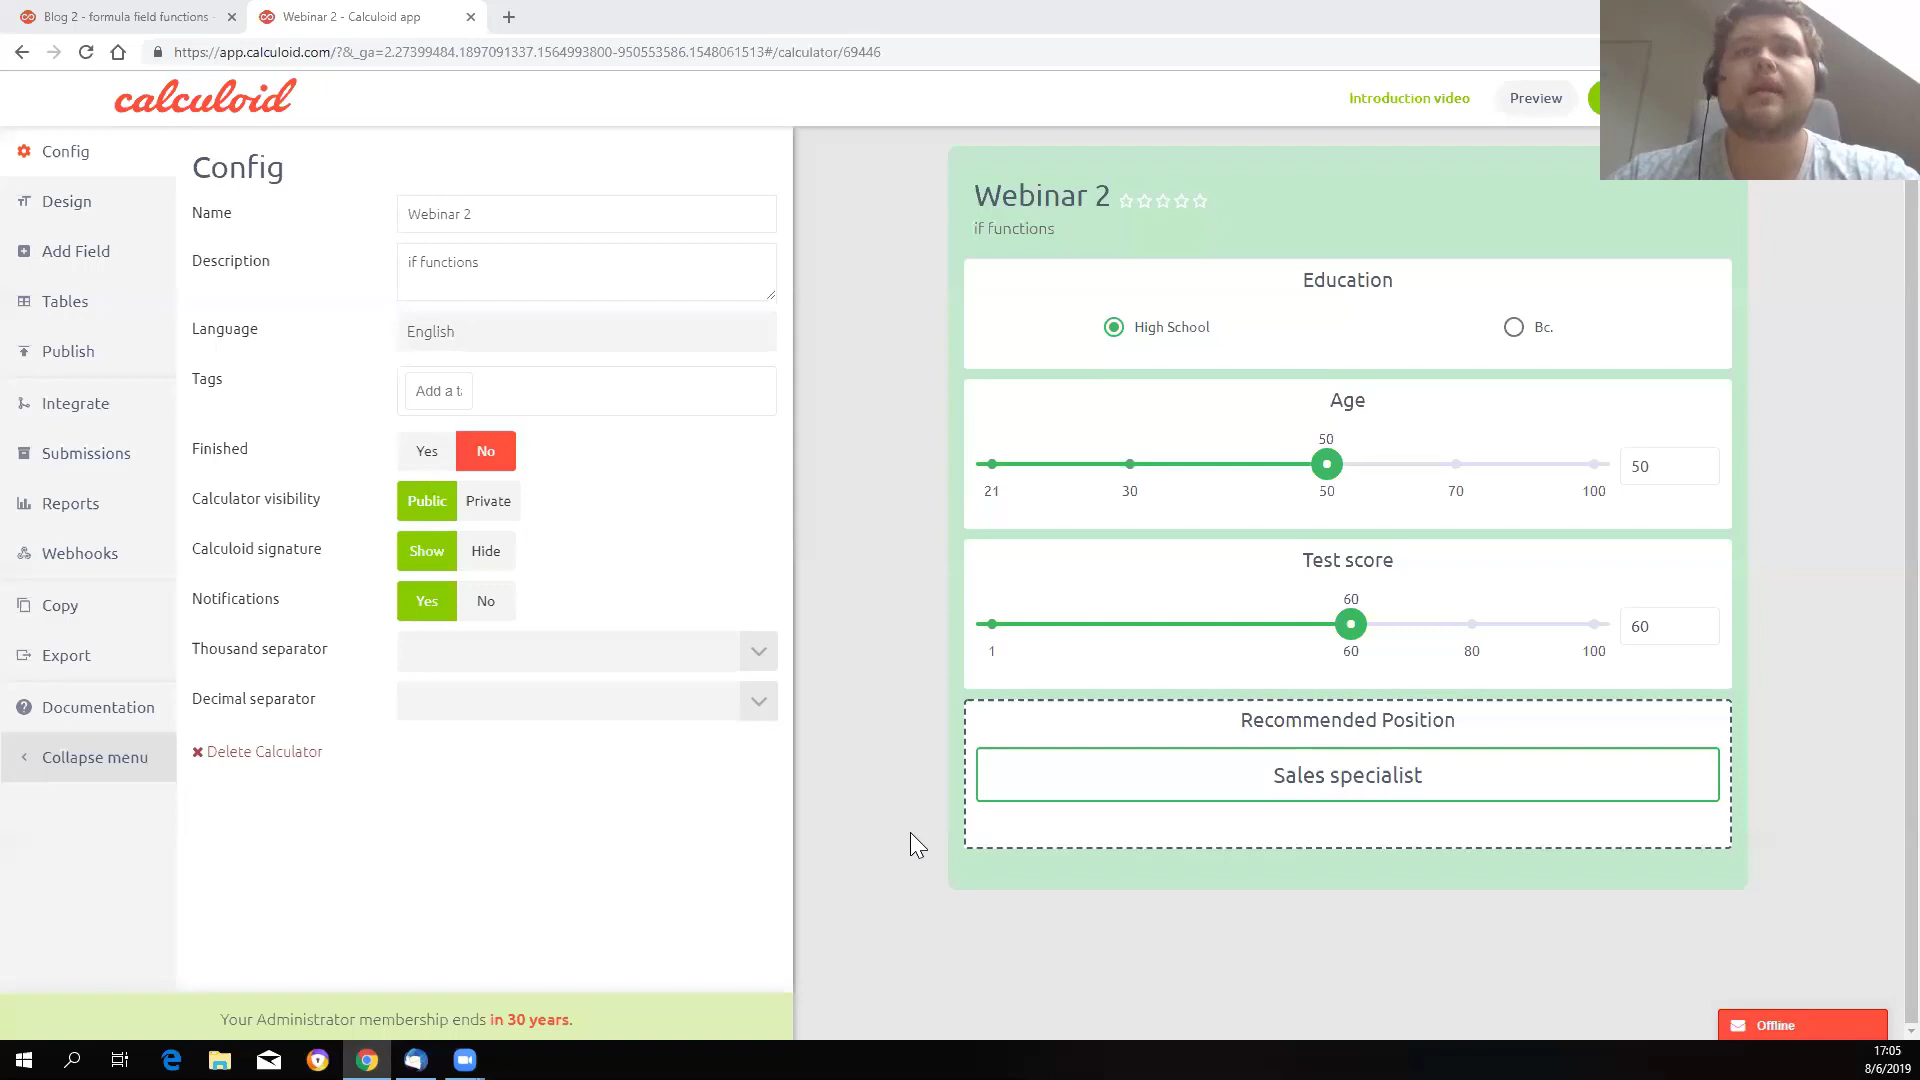 Blog 2 - formula field functions
Webinar 2 - Calculoid app
https://app.calculoid.com/?&_ga=2.27399484.1897091337.1564993800-950553586.1548061513#/calculator/69446
calculoid
Introduction video
Preview
Config
Design
Add Field
Tables
Publish
Integrate
Submissions
Reports
Webhooks
Copy
Export
Documentation
Collapse menu
Config
Name
Webinar 2
Description
if functions
Language
English
Tags
Add a t
Finished
Yes No
Calculator visibility
Public Private
Calculoid signature
Show Hide
Notifications
Yes No
Thousand separator
Decimal separator
Delete Calculator
Your Administrator membership ends in 30 years.
Webinar 2
if functions
Education
High School
Bc.
Age
50
50
21 30 50 70 100
Test score
60
60
1 60 80 100
Recommended Position
Sales specialist
Offline
17:05
8/6/2019